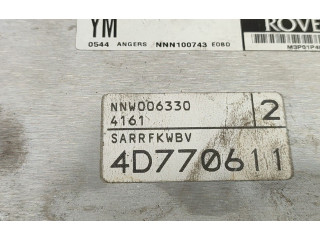 YM
ROVE
0544 ANGERS NNN100743 E080
NNW006330
4161
2
SARRFKWBV
4D770611